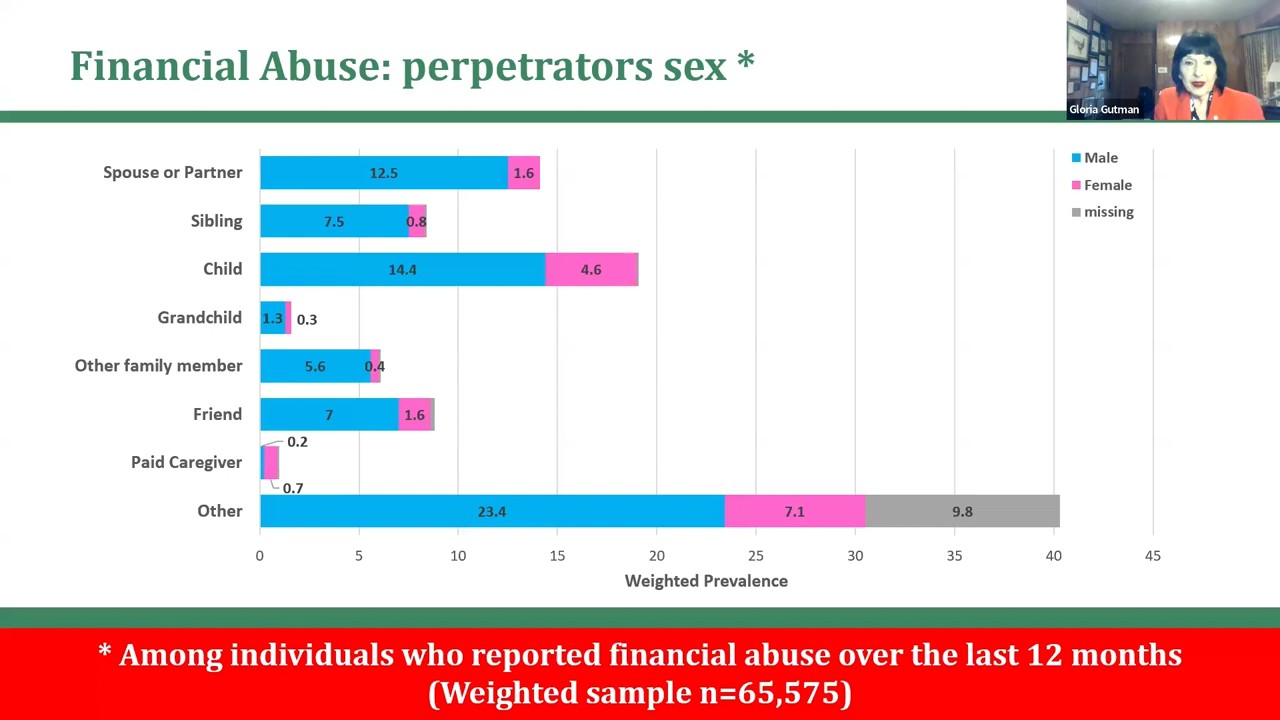 Financial Abuse: perpetrators sex *
Gloria Gutman
Male
Female
missing
Spouse or Partner 12.5 1.6
Sibling 7.5 0.8
Child 14.4 4.6
Grandchild 1.3 0.3
Other family member 5.6 0.4
Friend 7 1.6
0.2
Paid Caregiver
0.7
Other 23.4 7.1 9.8
0 5 10 15 20 25 30 35 40 45
Weighted Prevalence
* Among individuals who reported financial abuse over the last 12 months
(Weighted sample n=65,575)